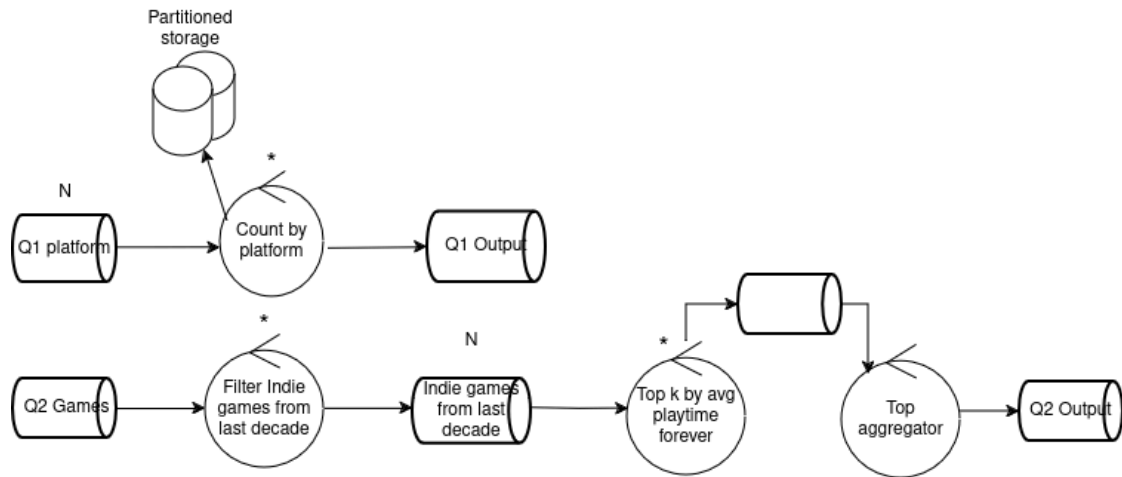 Partitioned
storage
*
N
Q1 platform
Count by
platform
Q1 Output
*
N
*
Q2 Games
Filter Indie
games from
last decade
Indie games
from last
decade
Top k by avg
playtime
forever
Top
aggregator
Q2 Output